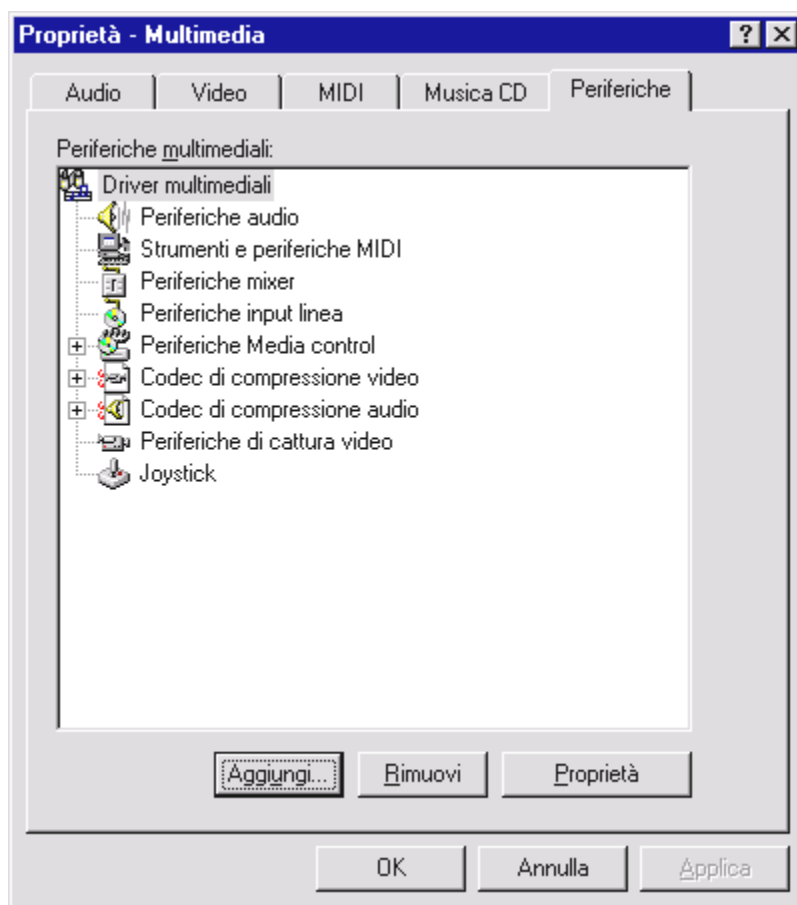 Proprietà - Multimedia
Audio Video MIDI Musica CD Periferiche
Periferiche multimediali:
Driver multimediali
Periferiche audio
Strumenti e periferiche MIDI
Periferiche mixer
Periferiche input linea
Periferiche Media control
Codec di compressione video
Codec di compressione audio
Periferiche di cattura video
Joystick
Aggiungi... Rimuovi Proprietà
OK Annulla Applica